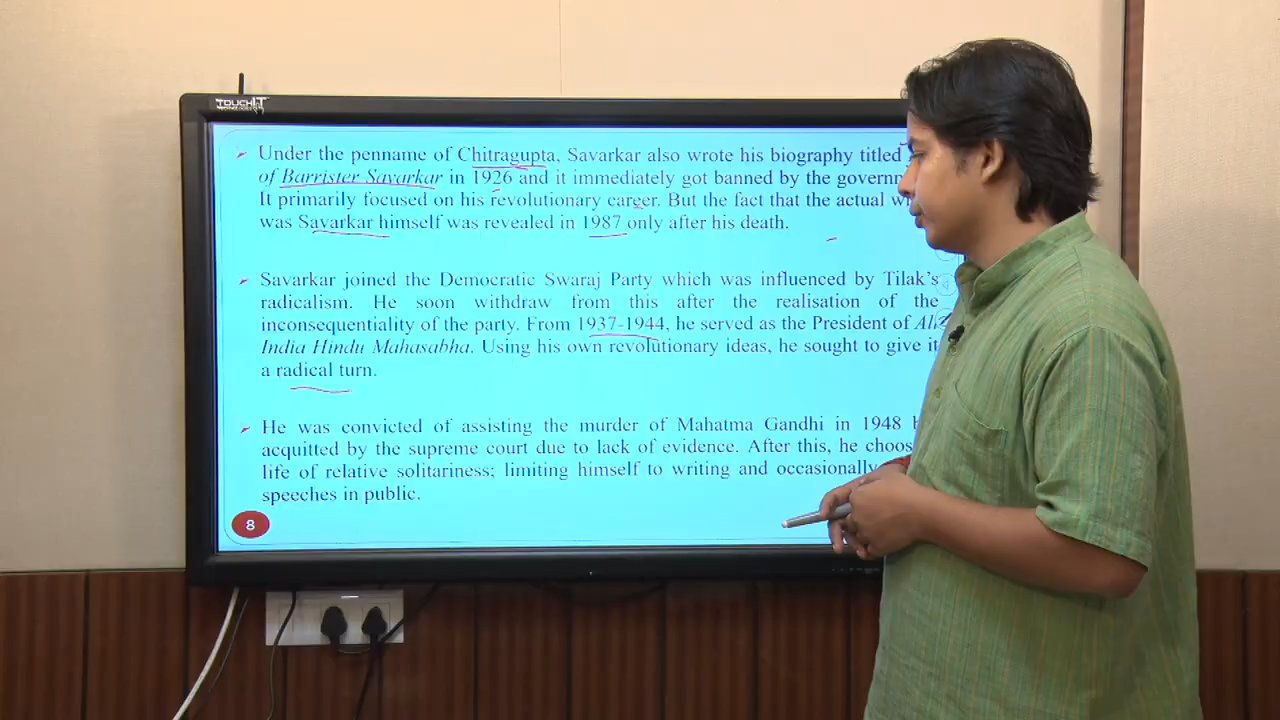 TOUCHIT
Under the penname of Chitragupta, Savarkar also wrote his biography titled
of Barrister Savarkar in 1926 and it immediately got banned by the governm
It primarily focused on his revolutionary career. But the fact that the actual w
was Savarkar himself was revealed in 1987 only after his death.
Savarkar joined the Democratic Swaraj Party which was influenced by Tilak's
radicalism. He soon withdraw from this after the realisation of the
inconsequentiality of the party. From 1937-1944, he served as the President of All
India Hindu Mahasabha. Using his own revolutionary ideas, he sought to give it
a radical turn.
He was convicted of assisting the murder of Mahatma Gandhi in 1948 b
acquitted by the supreme court due to lack of evidence. After this, he choos
life of relative solitariness; limiting himself to writing and occasionally
speeches in public.
8